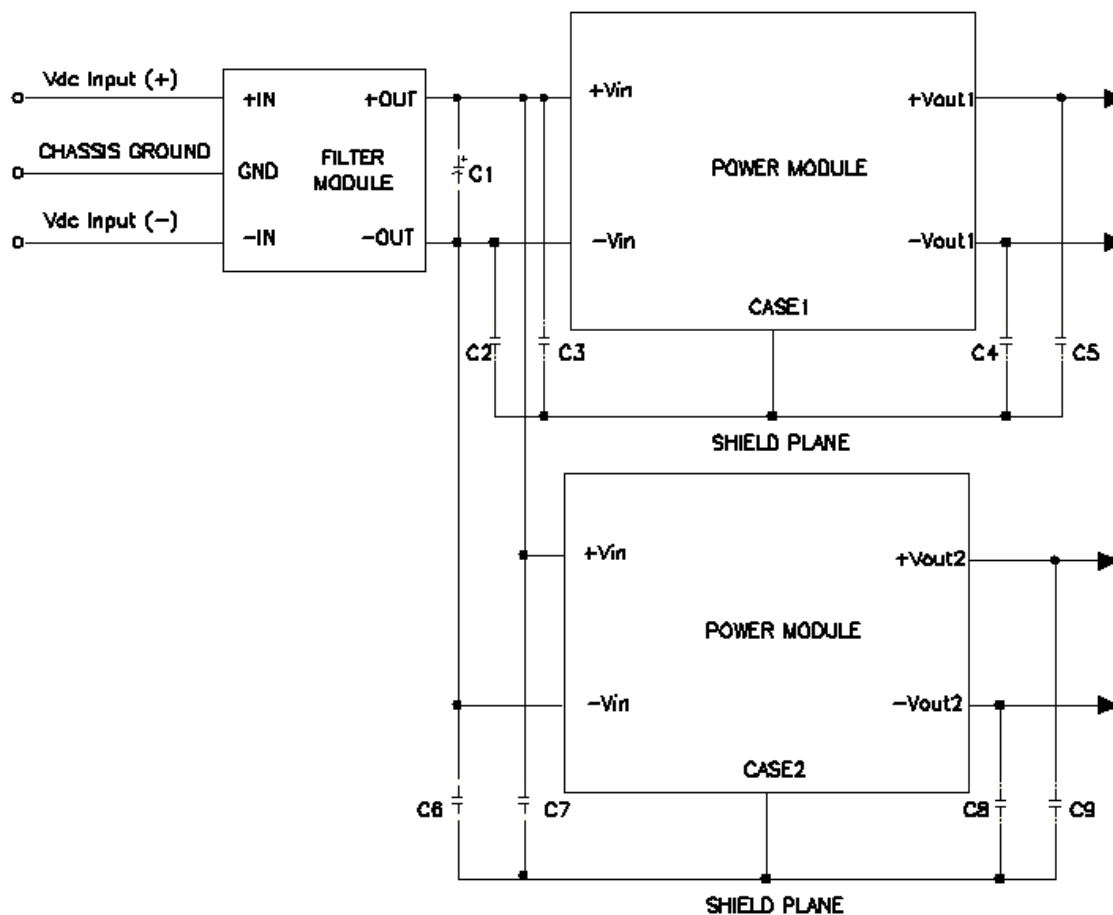 Vdc Input (+)
CHASSIS GROUND
Vdc Input (-)
+IN
GND
-IN
FILTER
MODULE
+OUT
-OUT
C1
+
+Vin
-Vin
POWER MODULE
+Vout1
-Vout1
CASE1
C2
C3
C4
C5
SHIELD PLANE
+Vin
-Vin
POWER MODULE
+Vout2
-Vout2
CASE2
C6
C7
C8
C9
SHIELD PLANE